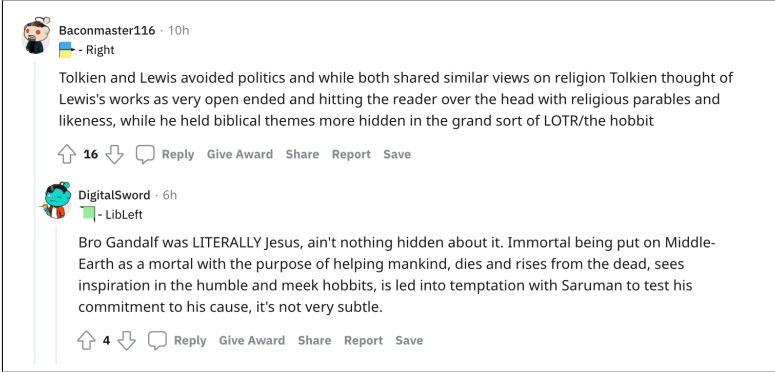 Baconmaster116 · 10h
- Right
Tolkien and Lewis avoided politics and while both shared similar views on religion Tolkien thought of
Lewis's works as very open ended and hitting the reader over the head with religious parables and
likeness, while he held biblical themes more hidden in the grand sort of LOTR/the hobbit
16 Reply Give Award Share Report Save
DigitalSword · 6h
- LibLeft
Bro Gandalf was LITERALLY Jesus, ain't nothing hidden about it. Immortal being put on Middle-
Earth as a mortal with the purpose of helping mankind, dies and rises from the dead, sees
inspiration in the humble and meek hobbits, is led into temptation with Saruman to test his
commitment to his cause, it's not very subtle.
4 Reply Give Award Share Report Save